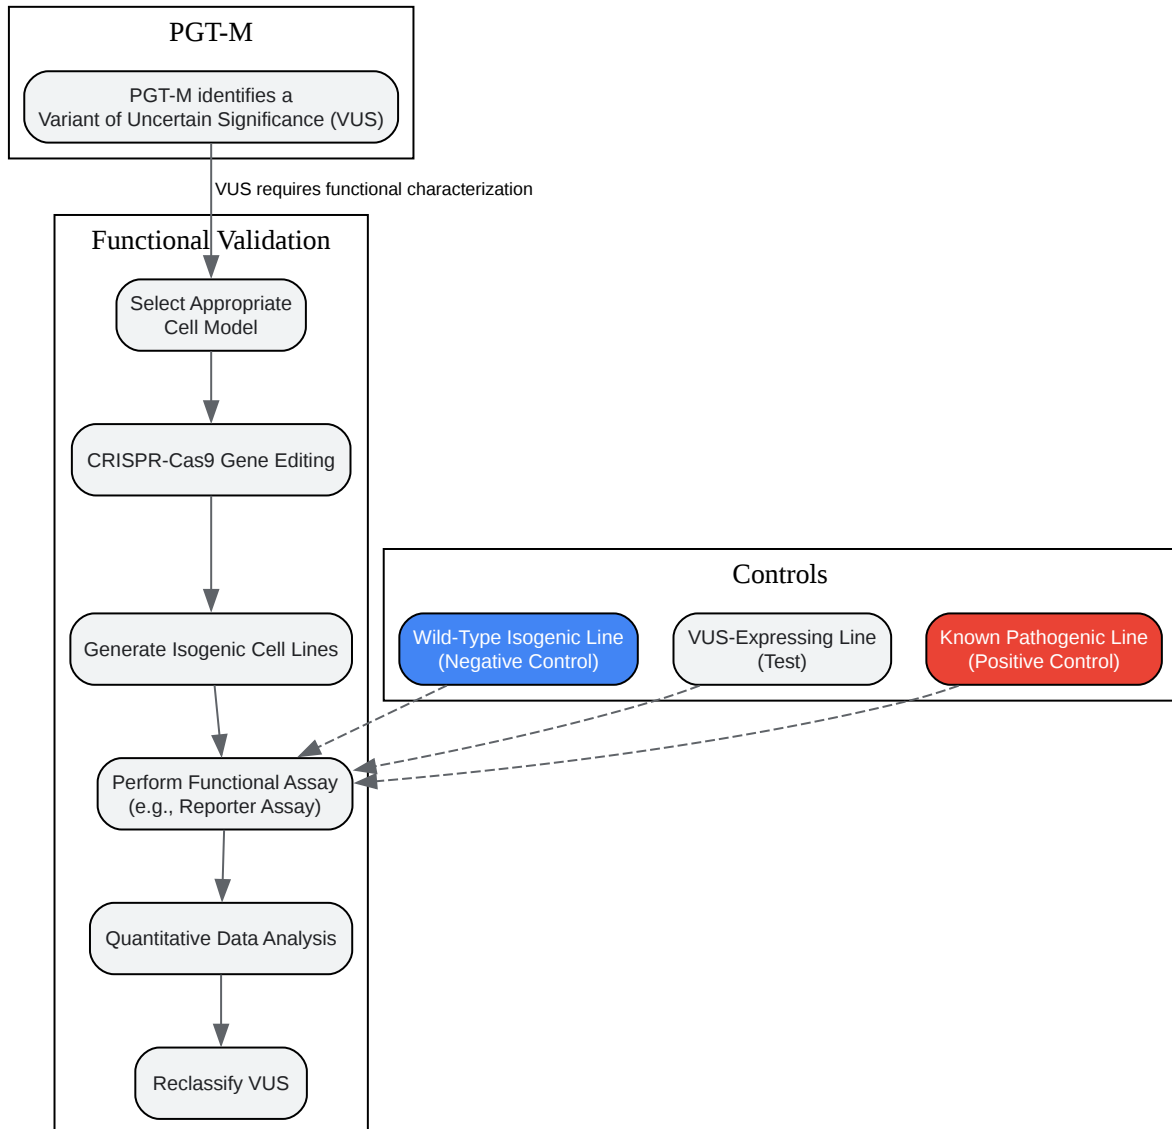 PGT-M
PGT-M identifies a
Variant of Uncertain Significance (VUS)
VUS requires functional characterization
Functional Validation
Select Appropriate
Cell Model
CRISPR-Cas9 Gene Editing
Generate Isogenic Cell Lines
Controls
Wild-Type Isogenic Line
(Negative Control)
VUS-Expressing Line
(Test)
Known Pathogenic Line
(Positive Control)
Perform Functional Assay
(e.g., Reporter Assay)
Quantitative Data Analysis
Reclassify VUS